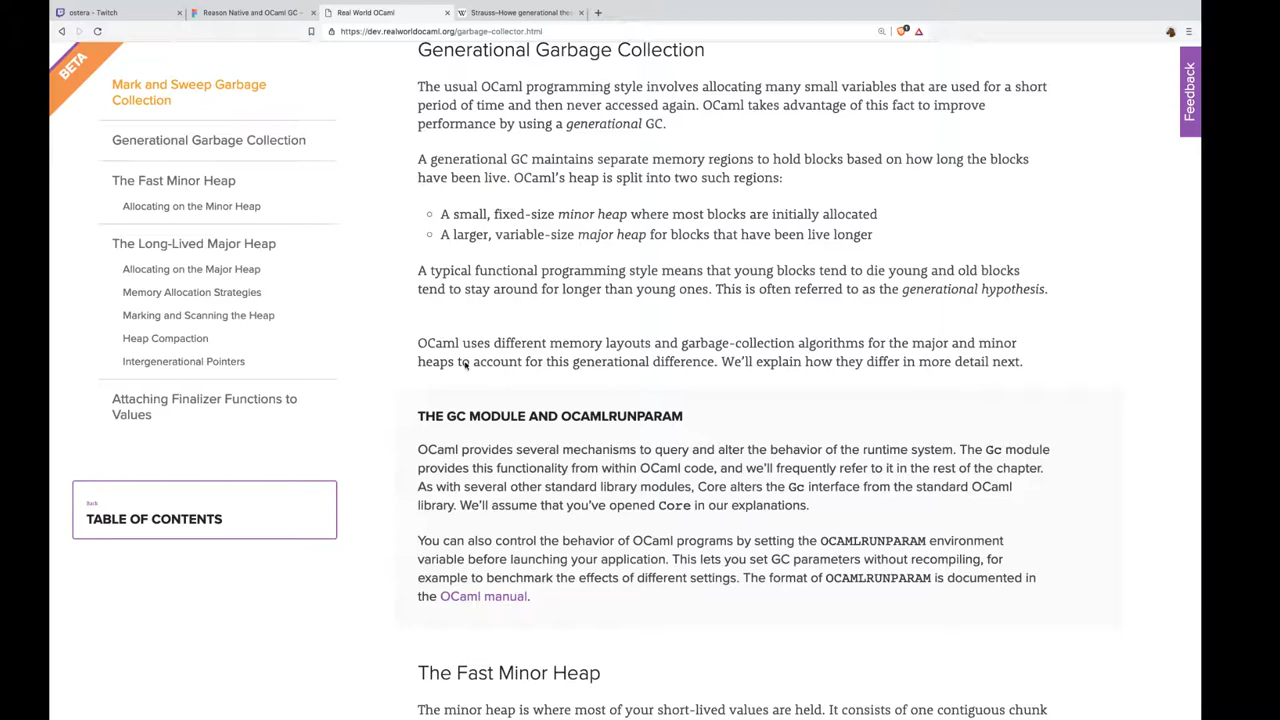 ostera - Twitch
Reason Native and OCaml GC -
Real World OCaml
Strauss–Howe generational the
https://dev.realworldocaml.org/garbage-collector.html
BETA
Feedback
Mark and Sweep Garbage
Collection
Generational Garbage Collection
The Fast Minor Heap
Allocating on the Minor Heap
The Long-Lived Major Heap
Allocating on the Major Heap
Memory Allocation Strategies
Marking and Scanning the Heap
Heap Compaction
Intergenerational Pointers
Attaching Finalizer Functions to
Values
Back
TABLE OF CONTENTS
Generational Garbage Collection
The usual OCaml programming style involves allocating many small variables that are used for a short
period of time and then never accessed again. OCaml takes advantage of this fact to improve
performance by using a generational GC.
A generational GC maintains separate memory regions to hold blocks based on how long the blocks
have been live. OCaml’s heap is split into two such regions:
A small, fixed-size minor heap where most blocks are initially allocated
A larger, variable-size major heap for blocks that have been live longer
A typical functional programming style means that young blocks tend to die young and old blocks
tend to stay around for longer than young ones. This is often referred to as the generational hypothesis.
OCaml uses different memory layouts and garbage-collection algorithms for the major and minor
heaps to account for this generational difference. We’ll explain how they differ in more detail next.
THE GC MODULE AND OCAMLRUNPARAM
OCaml provides several mechanisms to query and alter the behavior of the runtime system. The Gc module
provides this functionality from within OCaml code, and we’ll frequently refer to it in the rest of the chapter.
As with several other standard library modules, Core alters the Gc interface from the standard OCaml
library. We’ll assume that you’ve opened Core in our explanations.
You can also control the behavior of OCaml programs by setting the OCAMLRUNPARAM environment
variable before launching your application. This lets you set GC parameters without recompiling, for
example to benchmark the effects of different settings. The format of OCAMLRUNPARAM is documented in
the OCaml manual.
The Fast Minor Heap
The minor heap is where most of your short-lived values are held. It consists of one contiguous chunk